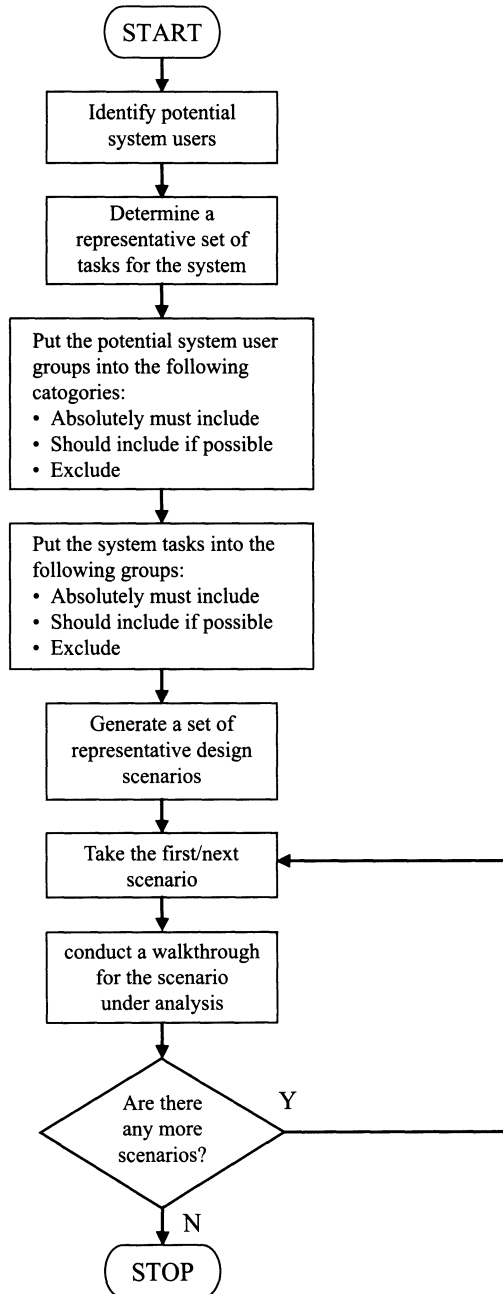 START
Identify potential
system users
Determine a
representative set of
tasks for the system
Put the potential system user
groups into the following
catogories:
• Absolutely must include
• Should include if possible
• Exclude
Put the system tasks into the
following groups:
• Absolutely must include
• Should include if possible
• Exclude
Generate a set of
representative design
scenarios
Take the first/next
scenario
conduct a walkthrough
for the scenario
under analysis
Are there
any more
scenarios?
Y
N
STOP